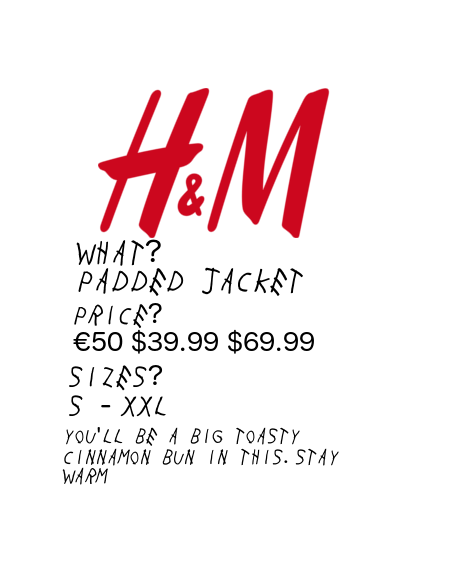 H&M
WHAT?
PADDED JACKET
PRICE?
€50 $39.99 $69.99
SIZES?
S - XXL
YOU'LL BE A BIG TOASTY
CINNAMON BUN IN THIS. STAY
WARM